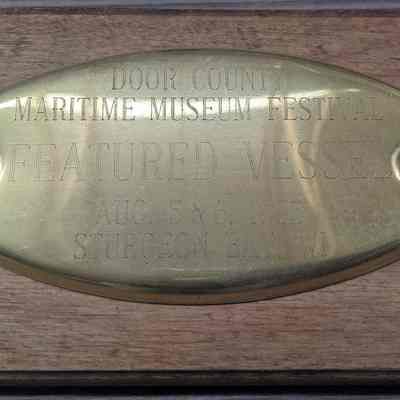 DOOR COUNTY
MARITIME MUSEUM FESTIVAL
FEATURED VESSEL
AUG. 5 & 6,
STURGEON BAY, WI